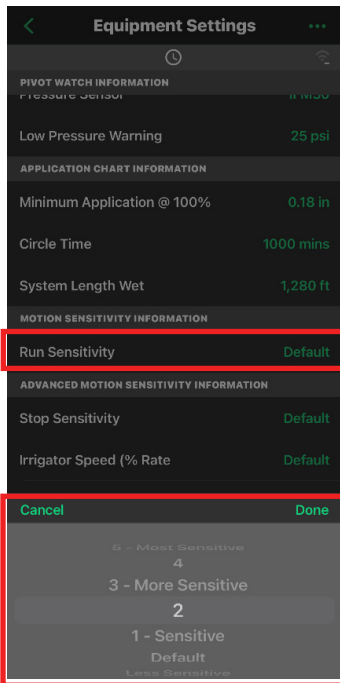 Equipment Settings
PIVOT WATCH INFORMATION
Pressure Sensor
Low Pressure Warning 25 psi
APPLICATION CHART INFORMATION
Minimum Application @ 100% 0.18 in
Circle Time 1000 mins
System Length Wet 1,280 ft
MOTION SENSITIVITY INFORMATION
Run Sensitivity Default
ADVANCED MOTION SENSITIVITY INFORMATION
Stop Sensitivity Default
Irrigator Speed (% Rate Default
Cancel Done
5 - Most Sensitive
4
3 - More Sensitive
2
1 - Sensitive
Default
Less Sensitive